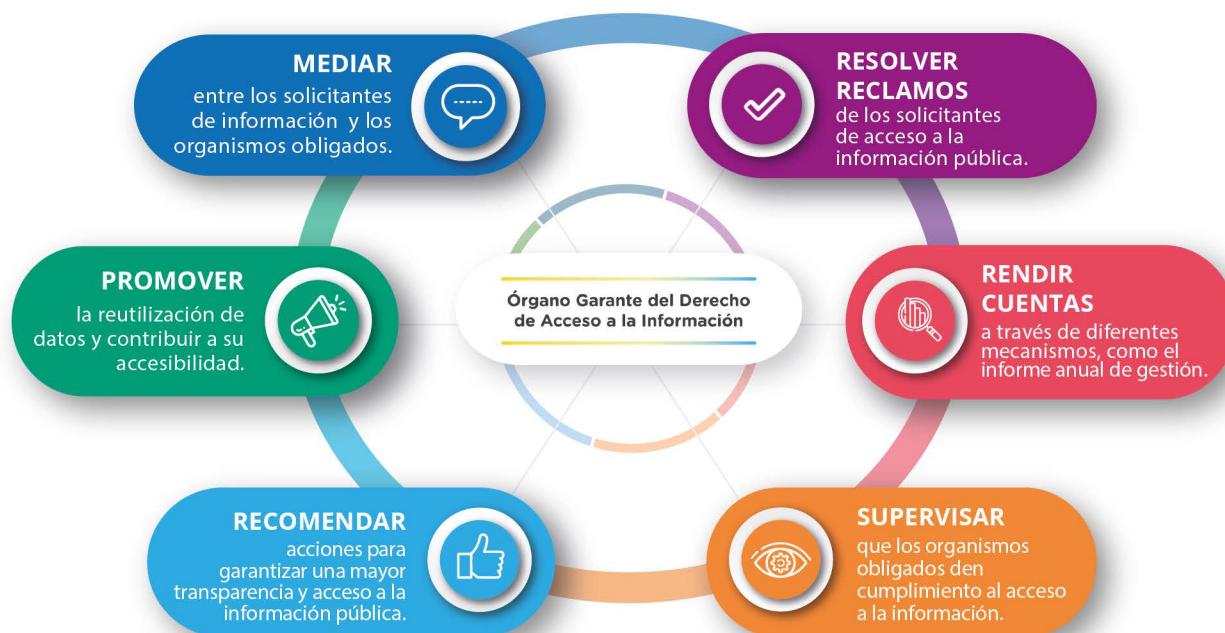 MEDIAR
entre los solicitantes
de información y los
organismos obligados.
RESOLVER
RECLAMOS
de los solicitantes
de acceso a la
información pública.
PROMOVER
la reutilización de
datos y contribuir a su
accesibilidad.
Órgano Garante del Derecho
de Acceso a la Información
RENDIR
CUENTAS
a través de diferentes
mecanismos, como el
informe anual de gestión.
RECOMENDAR
acciones para
garantizar una mayor
transparencia y acceso a la
información pública.
SUPERVISAR
que los organismos
obligados den
cumplimiento al acceso
a la información.